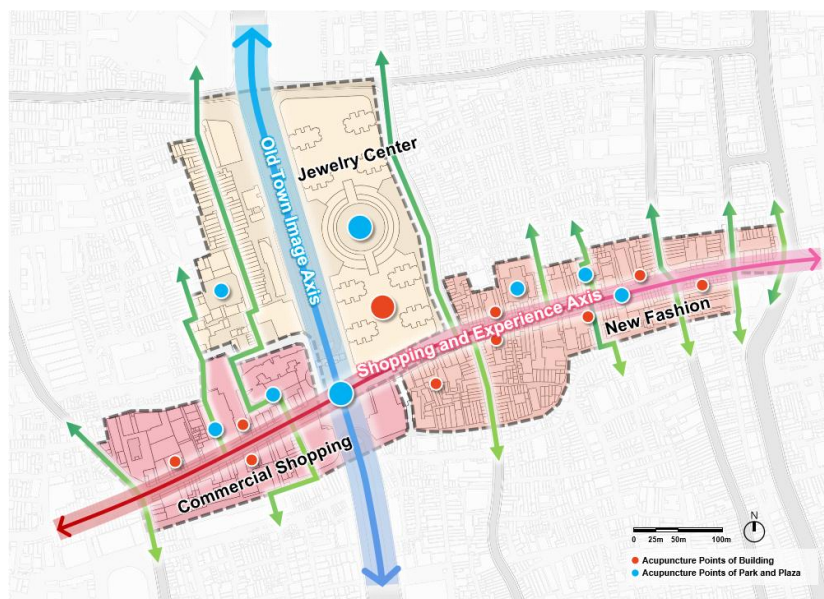 Jewelry Center
Old Town Image Axis
Shopping and Experience Axis
New Fashion
Commercial Shopping
N
0 25m 50m 100m
Acupuncture Points of Building
Acupuncture Points of Park and Plaza